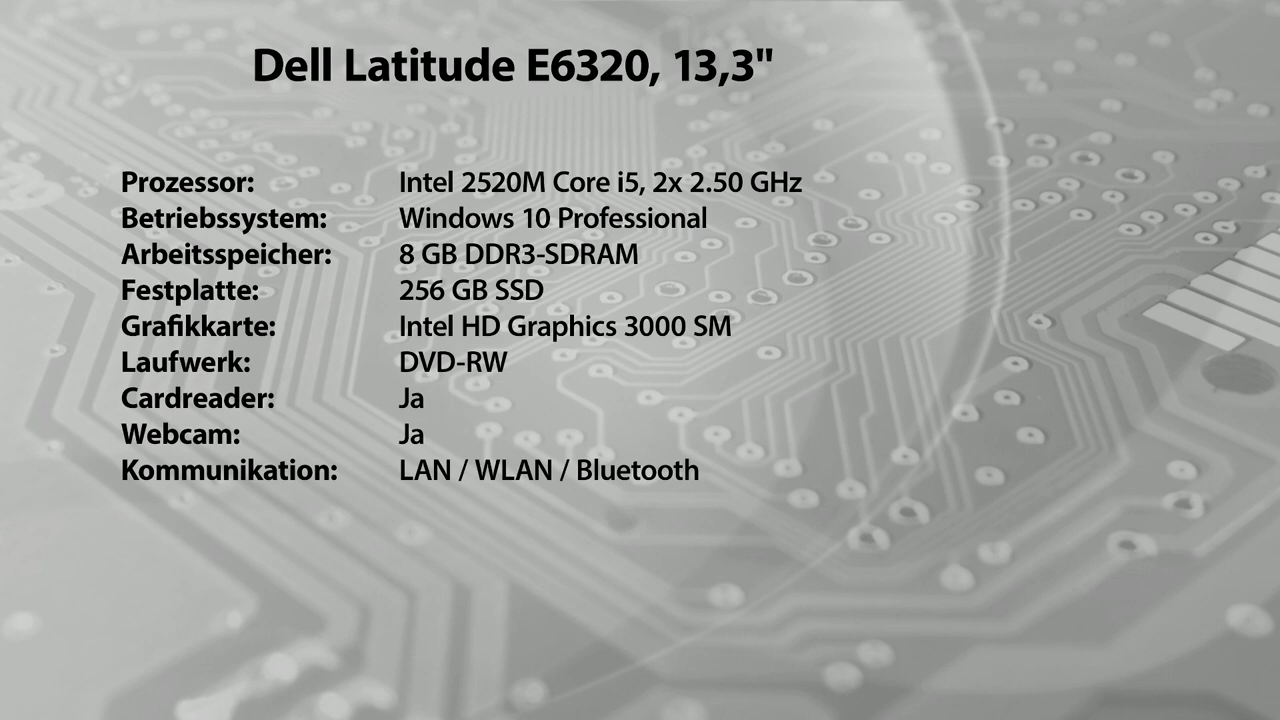 Dell Latitude E6320, 13,3"
Prozessor: Intel 2520M Core i5, 2x 2.50 GHz
Betriebssystem: Windows 10 Professional
Arbeitsspeicher: 8 GB DDR3-SDRAM
Festplatte: 256 GB SSD
Grafikkarte: Intel HD Graphics 3000 SM
Laufwerk: DVD-RW
Cardreader: Ja
Webcam: Ja
Kommunikation: LAN / WLAN / Bluetooth